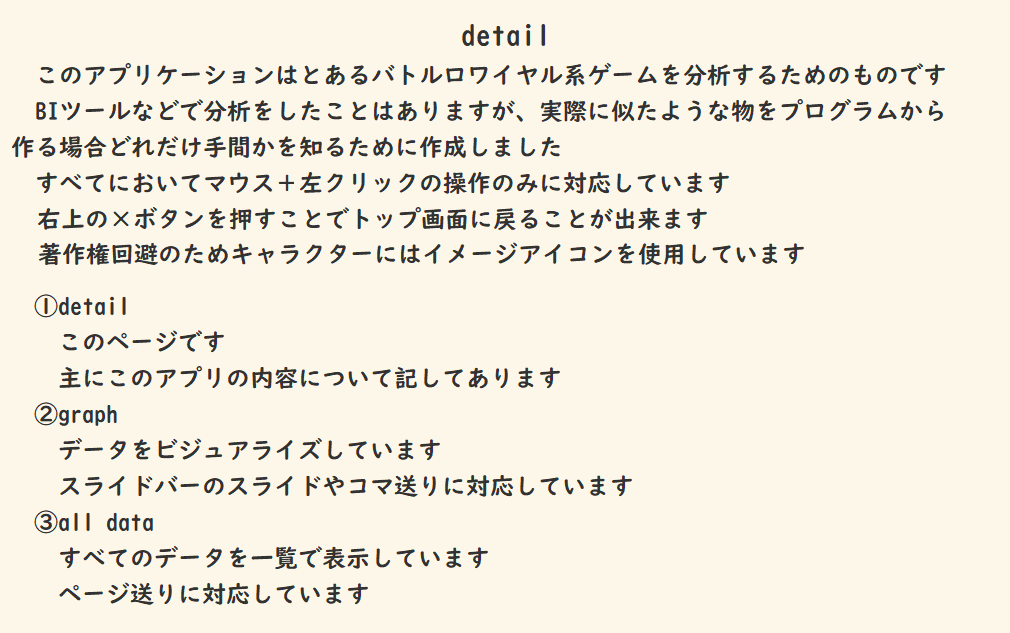 detail
このアプリケーションはとあるバトルロワイヤル系ゲームを分析するためのものです
BIツールなどで分析をしたことはありますが、実際に似たような物をプログラムから
作る場合どれだけ手間かを知るために作成しました
すべてにおいてマウス＋左クリックの操作のみに対応しています
右上の×ボタンを押すことでトップ画面に戻ることが出来ます
著作権回避のためキャラクターにはイメージアイコンを使用しています
①detail
このページです
主にこのアプリの内容について記してあります
②graph
データをビジュアライズしています
スライドバーのスライドやコマ送りに対応しています
③all data
すべてのデータを一覧で表示しています
ページ送りに対応しています